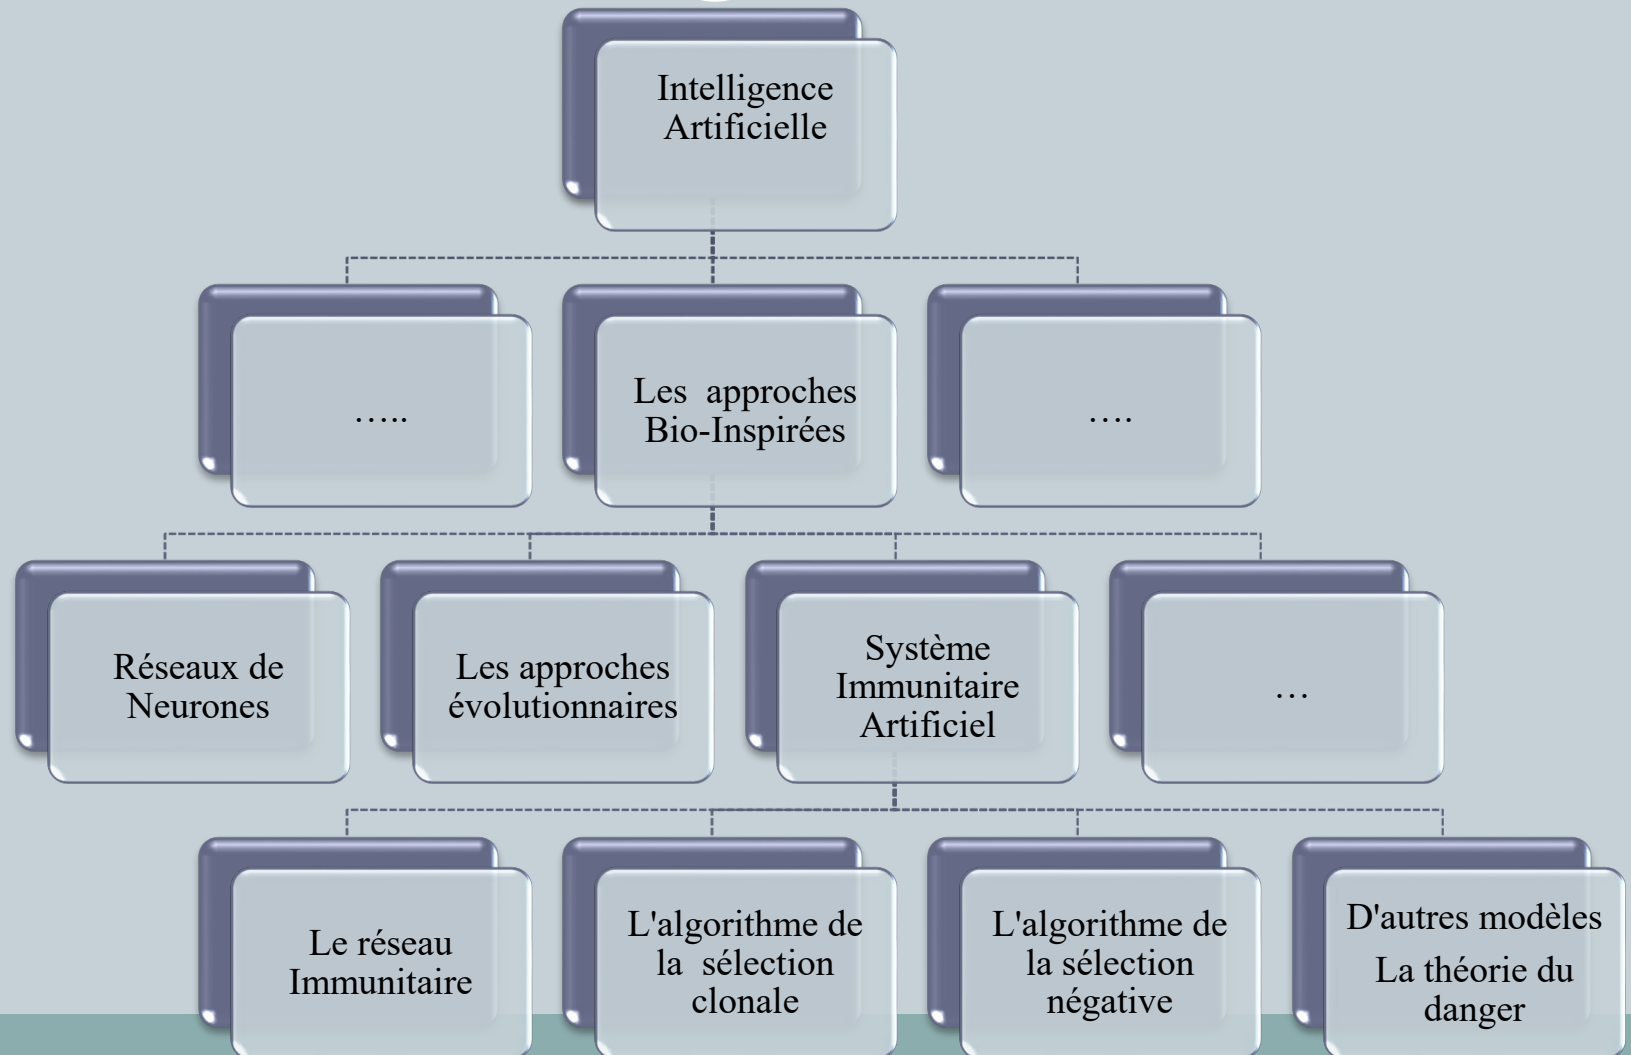 Intelligence
Artificielle
…..
Les approches
Bio-Inspirées
….
Réseaux de
Neurones
Les approches
évolutionnaires
Système
Immunitaire
Artificiel
…
Le réseau
Immunitaire
L'algorithme de
la sélection
clonale
L'algorithme de
la sélection
négative
D'autres modèles
La théorie du
danger